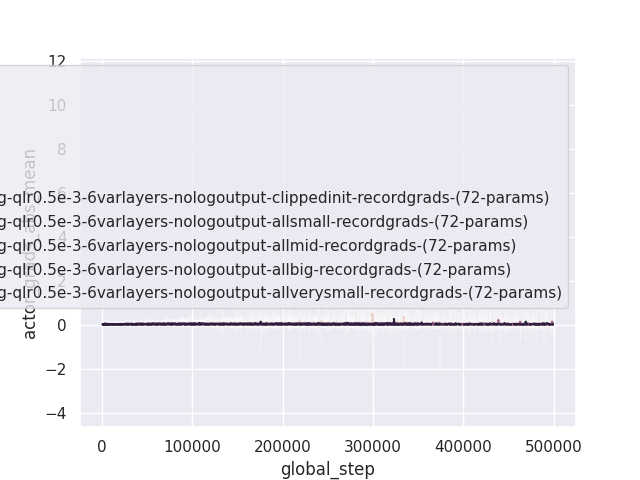 12
10
8
6
g-qlr0.5e-3-6varlayers-nologoutput-clippedinit-recordgrads-(72-params)
g-qlr0.5e-3-6varlayers-nologoutput-allsmall-recordgrads-(72-params)
4
g-qlr0.5e-3-6varlayers-nologoutput-allmid-recordgrads-(72-params)
g-qlr0.5e-3-6varlayers-nologoutput-allbig-recordgrads-(72-params)
2
g-qlr0.5e-3-6varlayers-nologoutput-allverysmall-recordgrads-(72-params)
0
−2
−4
0 100000 200000 300000 400000 500000
global_step